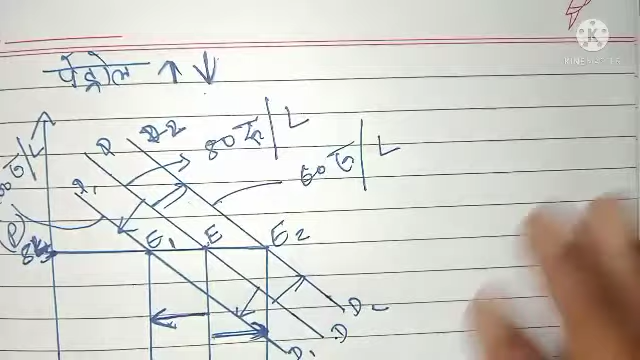 पेट्रोल ↑ ↓
KINEMASTER
D D2
80 रु / L
60 रु / L
D1
(P)
E1 E E2
D2
D
D1